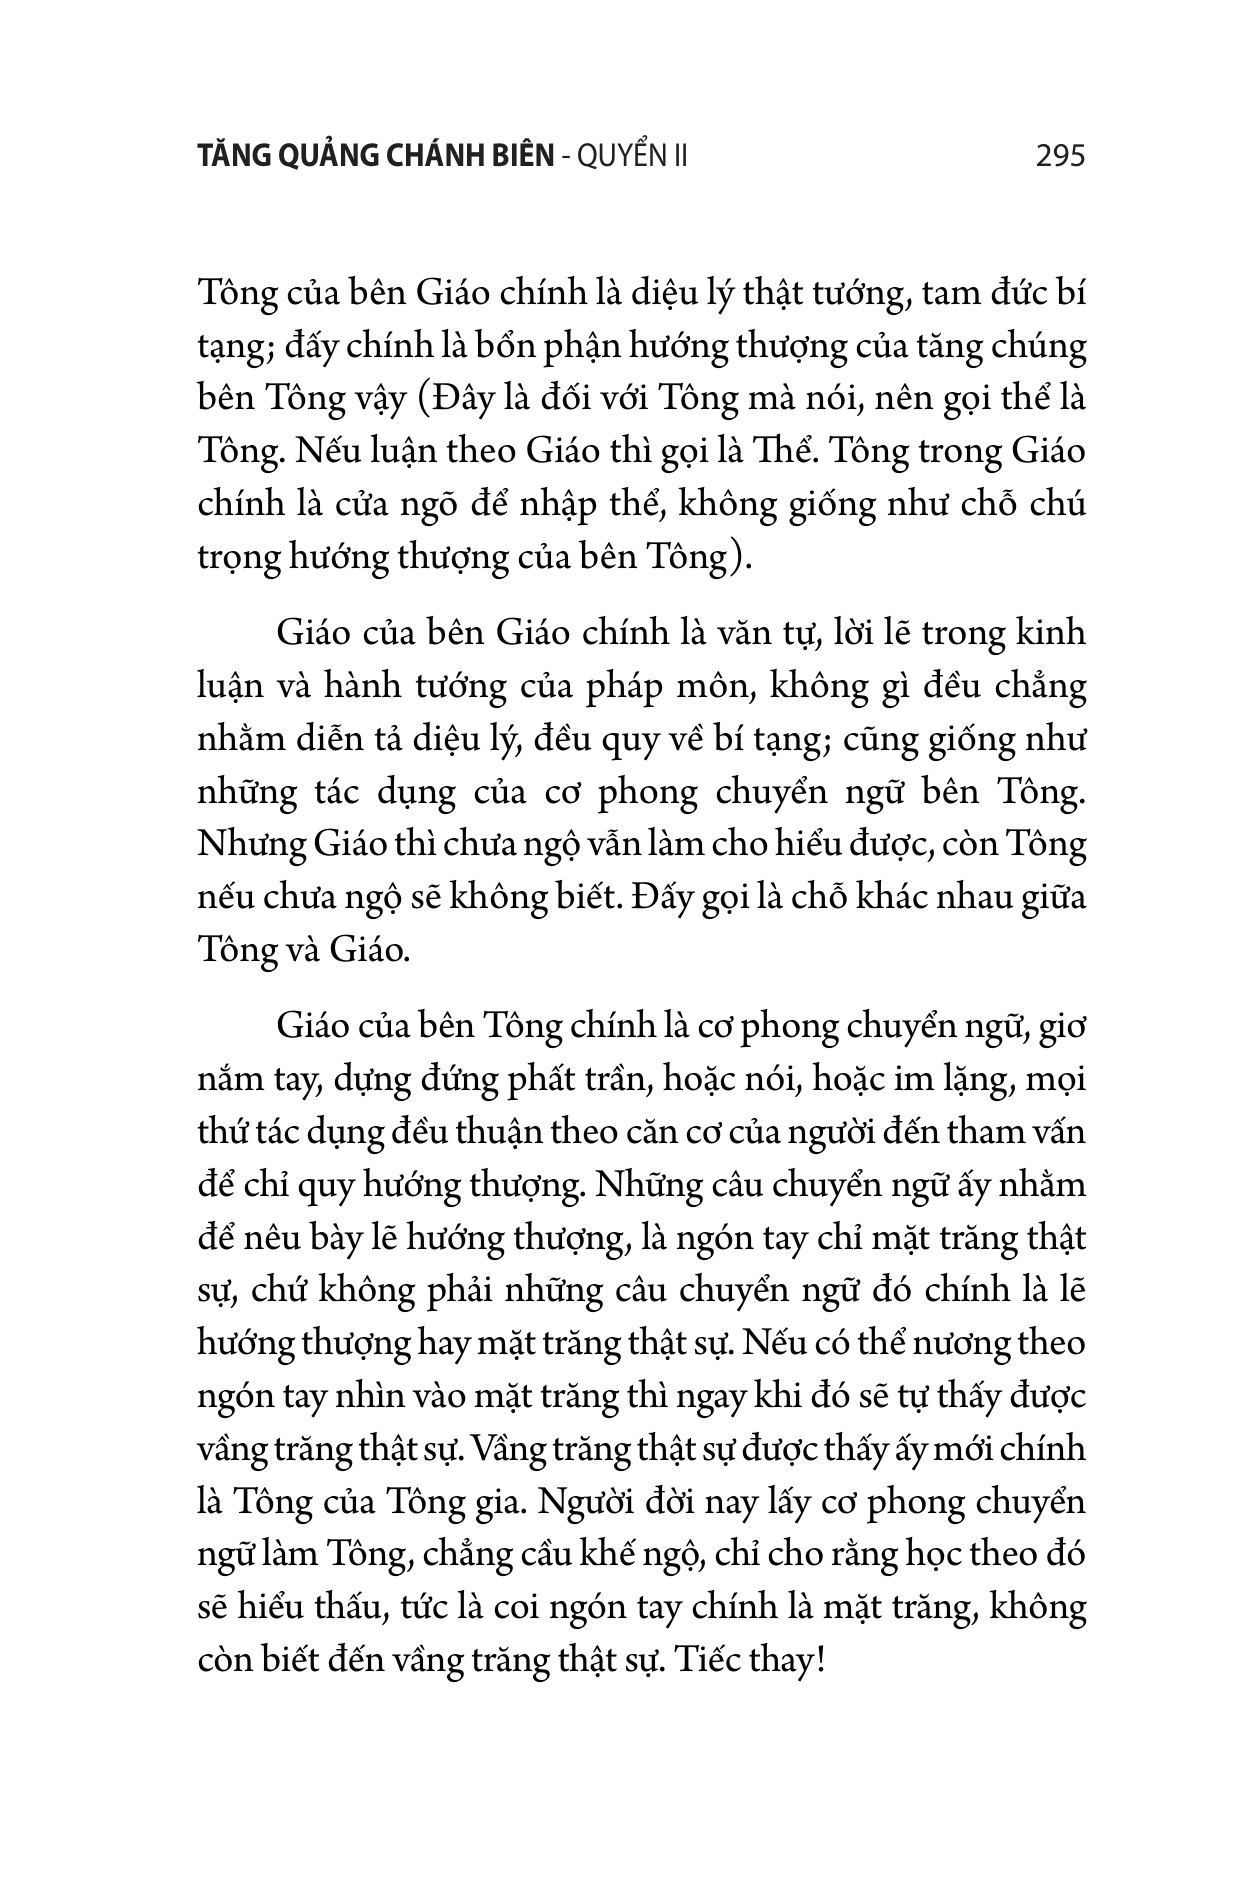 TĂNG QUẢNG CHÁNH BIÊN - QUYỂN II 295
Tông của bên Giáo chính là diệu lý thật tướng, tam đức bí
tạng; đấy chính là bổn phận hướng thượng của tăng chúng
bên Tông vậy (Đây là đối với Tông mà nói, nên gọi thể là
Tông. Nếu luận theo Giáo thì gọi là Thể. Tông trong Giáo
chính là cửa ngõ để nhập thể, không giống như chỗ chú
trọng hướng thượng của bên Tông).
Giáo của bên Giáo chính là văn tự, lời lẽ trong kinh
luận và hành tướng của pháp môn, không gì đều chẳng
nhằm diễn tả diệu lý, đều quy về bí tạng; cũng giống như
những tác dụng của cơ phong chuyển ngữ bên Tông.
Nhưng Giáo thì chưa ngộ vẫn làm cho hiểu được, còn Tông
nếu chưa ngộ sẽ không biết. Đấy gọi là chỗ khác nhau giữa
Tông và Giáo.
Giáo của bên Tông chính là cơ phong chuyển ngữ, giơ
nắm tay, dựng đứng phất trần, hoặc nói, hoặc im lặng, mọi
thứ tác dụng đều thuận theo căn cơ của người đến tham vấn
để chỉ quy hướng thượng. Những câu chuyển ngữ ấy nhằm
để nêu bày lẽ hướng thượng, là ngón tay chỉ mặt trăng thật
sự, chứ không phải những câu chuyển ngữ đó chính là lẽ
hướng thượng hay mặt trăng thật sự. Nếu có thể nương theo
ngón tay nhìn vào mặt trăng thì ngay khi đó sẽ tự thấy được
vầng trăng thật sự. Vầng trăng thật sự được thấy ấy mới chính
là Tông của Tông gia. Người đời nay lấy cơ phong chuyển
ngữ làm Tông, chẳng cầu khế ngộ, chỉ cho rằng học theo đó
sẽ hiểu thấu, tức là coi ngón tay chính là mặt trăng, không
còn biết đến vầng trăng thật sự. Tiếc thay!